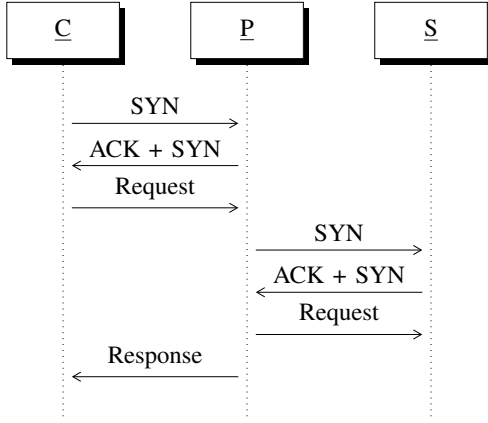 C P S
SYN
ACK + SYN
Request
SYN
ACK + SYN
Request
Response